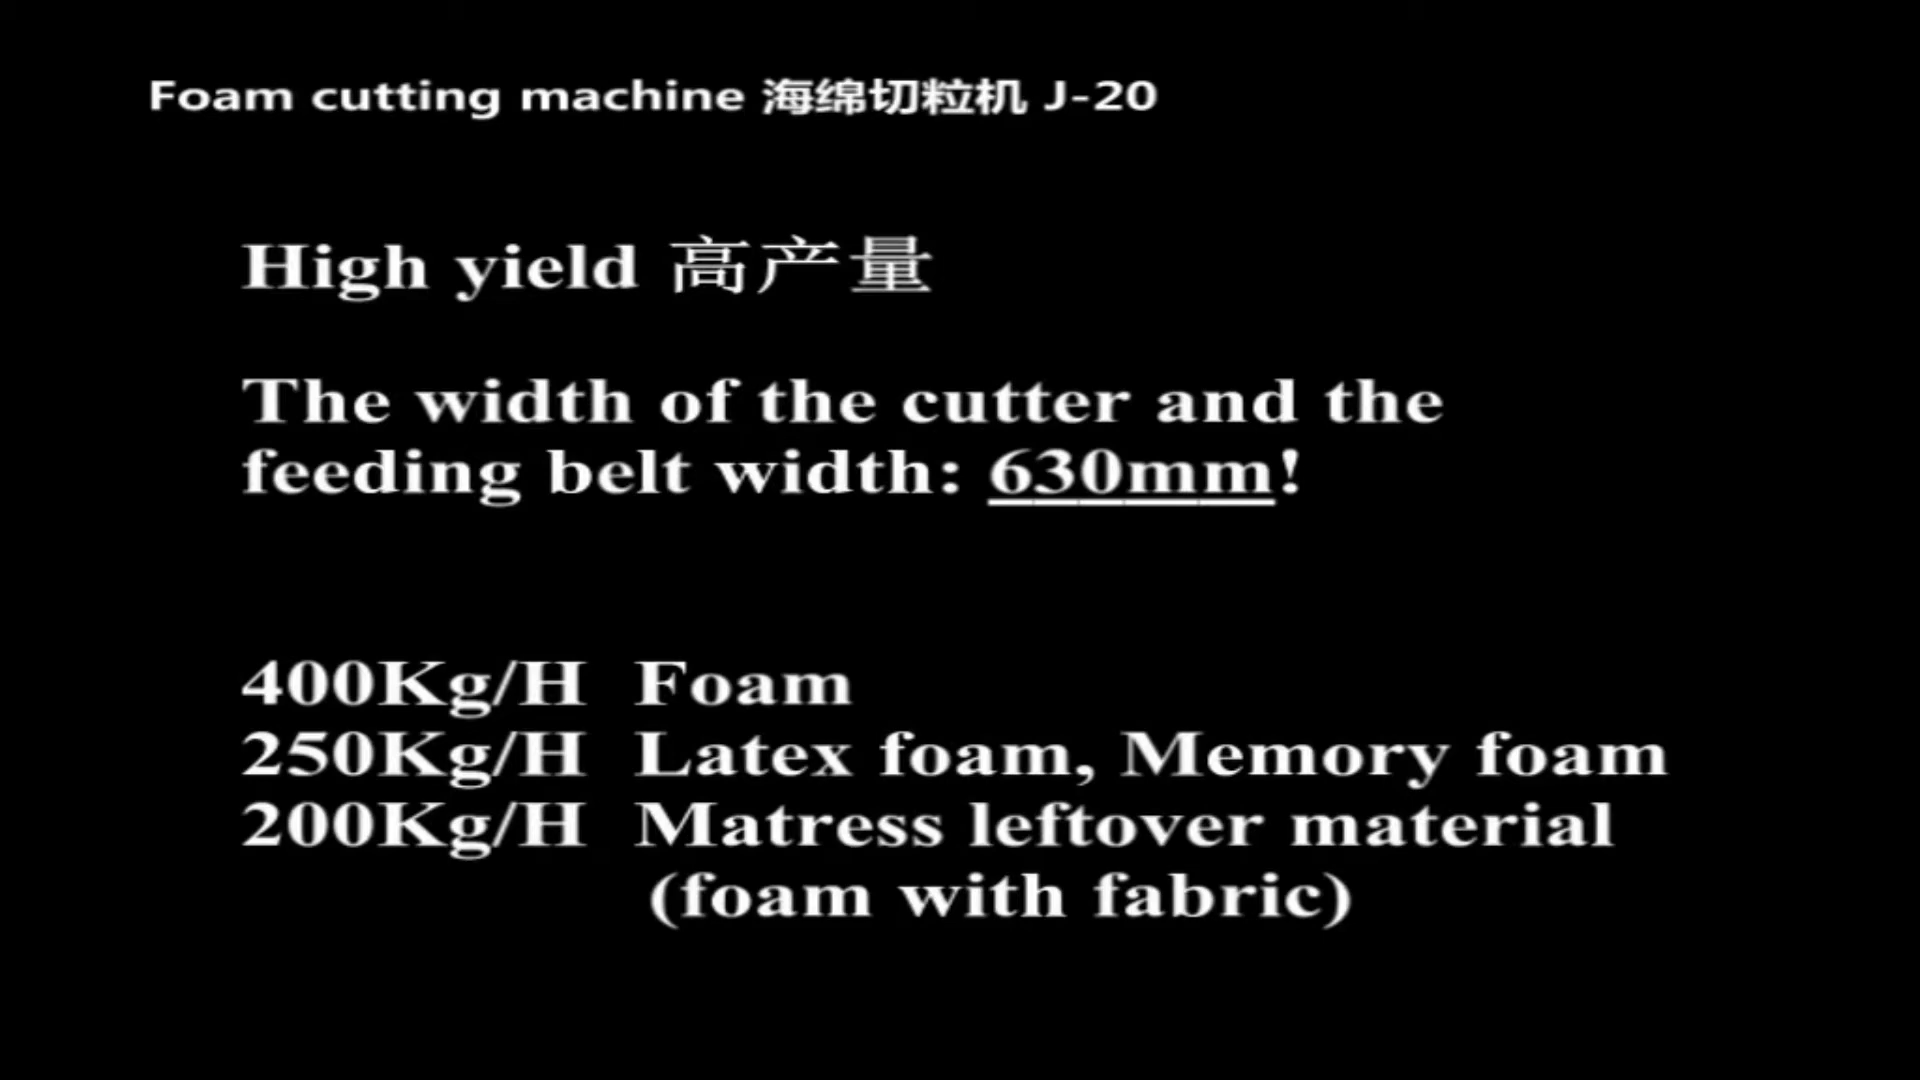 Foam cutting machine 海绵切粒机 J-20
High yield 高产量
The width of the cutter and the
feeding belt width: 630mm!
400Kg/H Foam
250Kg/H Latex foam, Memory foam
200Kg/H Matress leftover material
(foam with fabric)